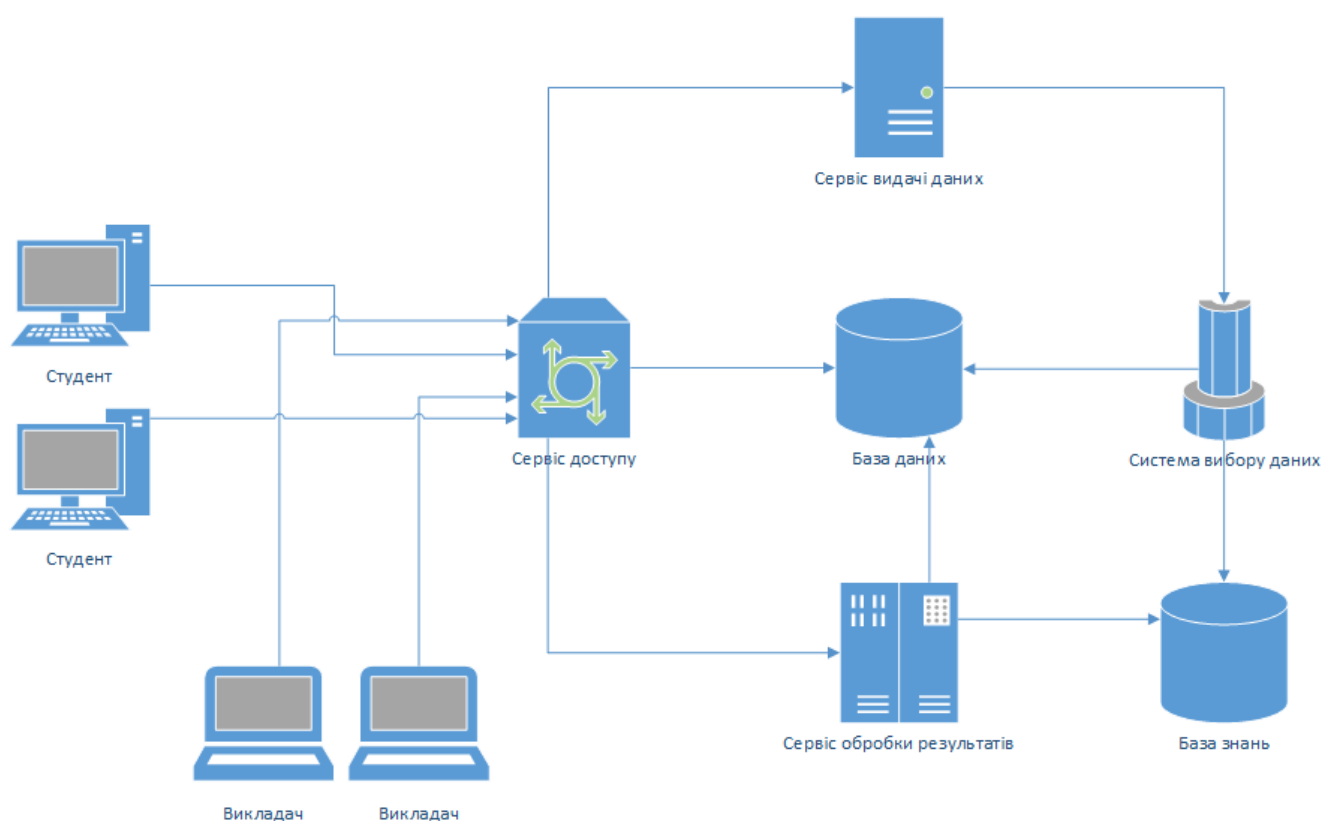 Сервіс видачі даних
Студент
Сервіс доступу
База даних
Система вибору даних
Студент
Сервіс обробки результатів
База знань
Викладач
Викладач